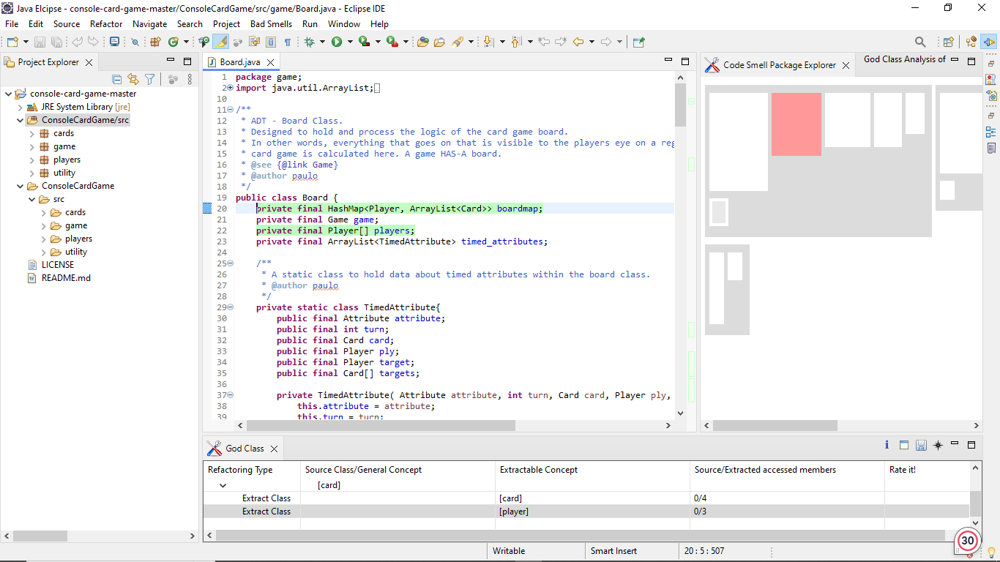 Java Elcipse - console-card-game-master/ConsoleCardGame/src/game/Board.java - Eclipse IDE
File Edit Source Refactor Navigate Search Project Bad Smells Run Window Help
Project Explorer
console-card-game-master
JRE System Library [jre]
ConsoleCardGame/src
cards
game
players
utility
ConsoleCardGame
src
cards
game
players
utility
LICENSE
README.md
Board.java
1 package game;
2 import java.util.ArrayList;
10
11 /**
12 * ADT - Board Class.
13 * Designed to hold and process the logic of the card game board.
14 * In other words, everything that goes on that is visible to the players eye on a reg
15 * card game is calculated here. A game HAS-A board.
16 * @see {@link Game}
17 * @author paulo
18 */
19 public class Board {
20 private final HashMap<Player, ArrayList<Card>> boardmap;
21 private final Game game;
22 private final Player[] players;
23 private final ArrayList<TimedAttribute> timed_attributes;
24
25 /**
26 * A static class to hold data about timed attributes within the board class.
27 * @author paulo
28 */
29 private static class TimedAttribute{
30 public final Attribute attribute;
31 public final int turn;
32 public final Card card;
33 public final Player ply;
34 public final Player target;
35 public final Card[] targets;
36
37 private TimedAttribute( Attribute attribute, int turn, Card card, Player ply,
38 this.attribute = attribute;
39 this.turn = turn;
Code Smell Package Explorer
God Class Analysis of
God Class
Refactoring Type Source Class/General Concept Extractable Concept Source/Extracted accessed members Rate it!
[card]
Extract Class [card] 0/4
Extract Class [player] 0/3
Writable Smart Insert 20 : 5 : 507
30